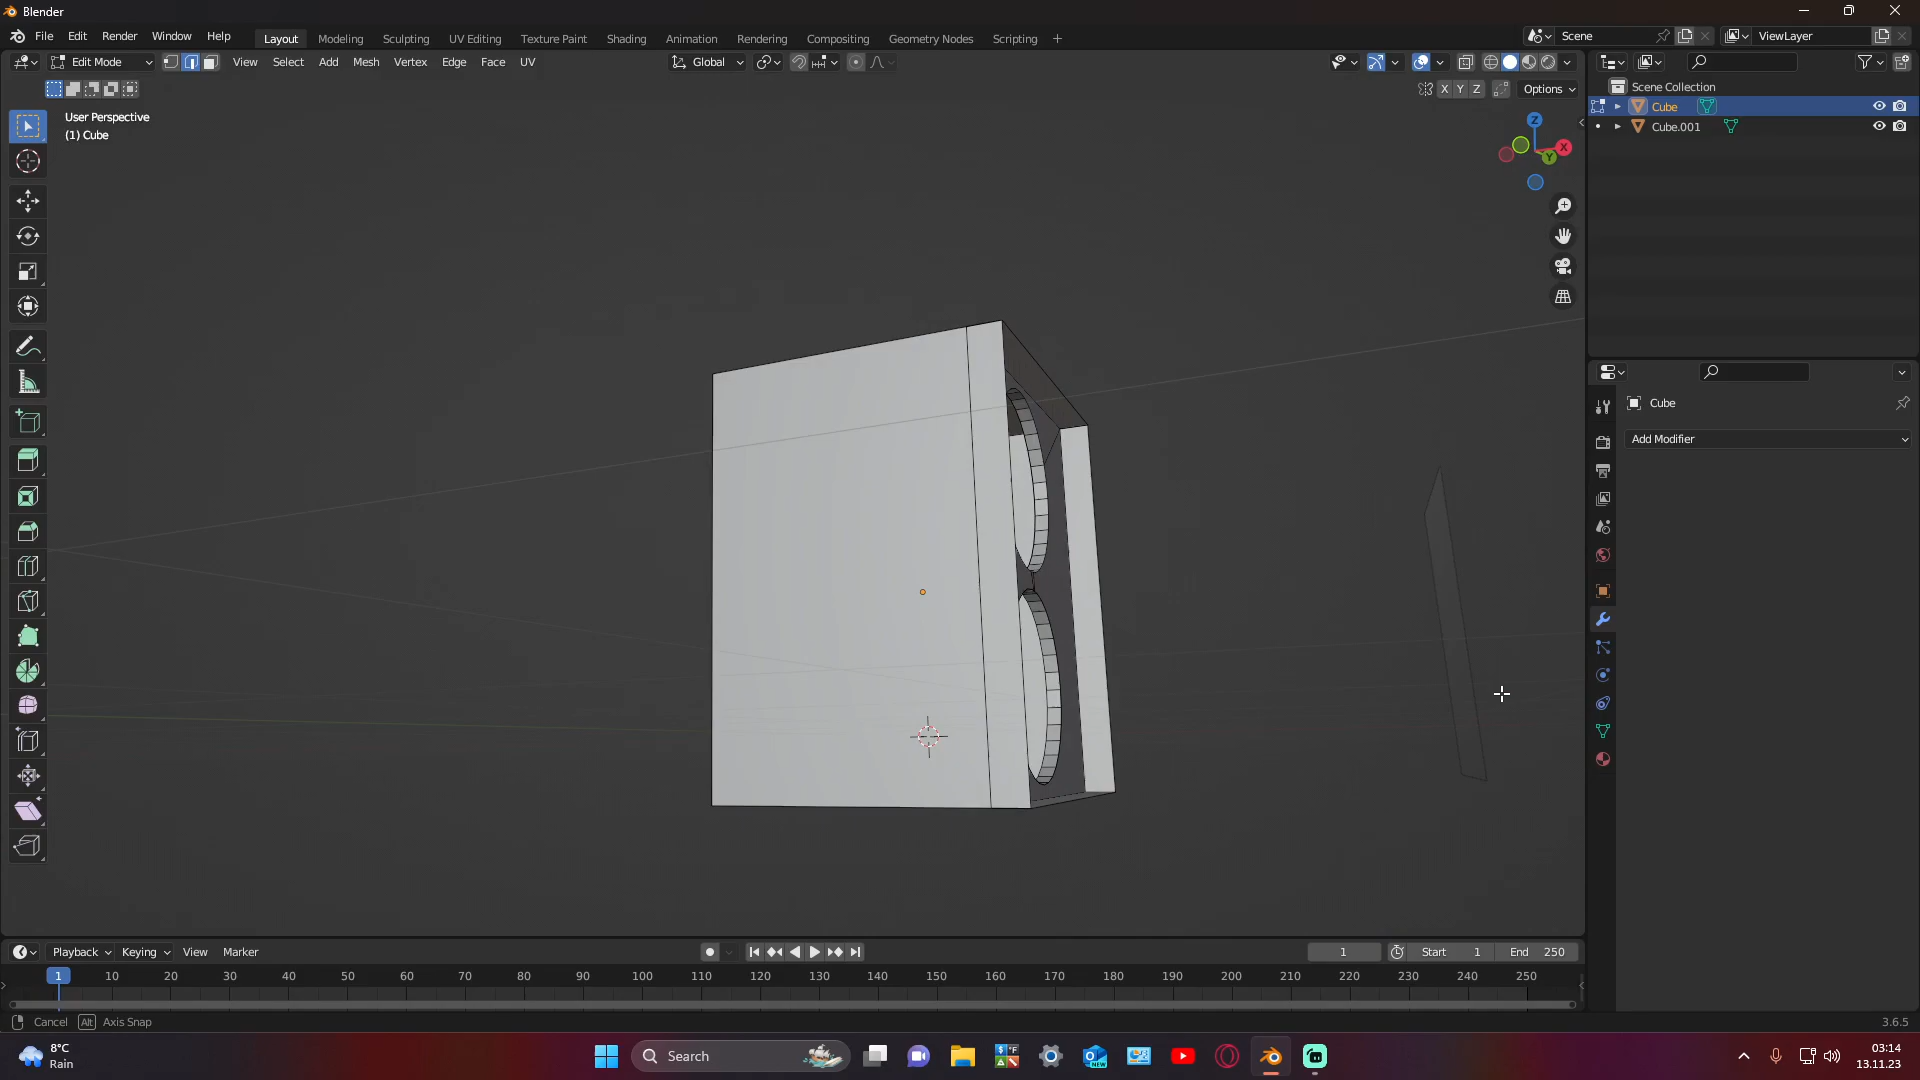 Blender
File Edit Render Window Help
Layout Modeling Sculpting UV Editing Texture Paint Shading Animation Rendering Compositing Geometry Nodes Scripting +
Scene
ViewLayer
Edit Mode
View Select Add Mesh Vertex Edge Face UV
Global
X Y Z
Options
User Perspective
(1) Cube
Z
X
Y
Scene Collection
Cube
Cube.001
Cube
Add Modifier
Playback Keying View Marker
1
Start 1
End 250
1 10 20 30 40 50 60 70 80 90 100 110 120 130 140 150 160 170 180 190 200 210 220 230 240 250
Cancel Alt Axis Snap
3.6.5
8°C
Rain
Search
NEW
03:14
13.11.23